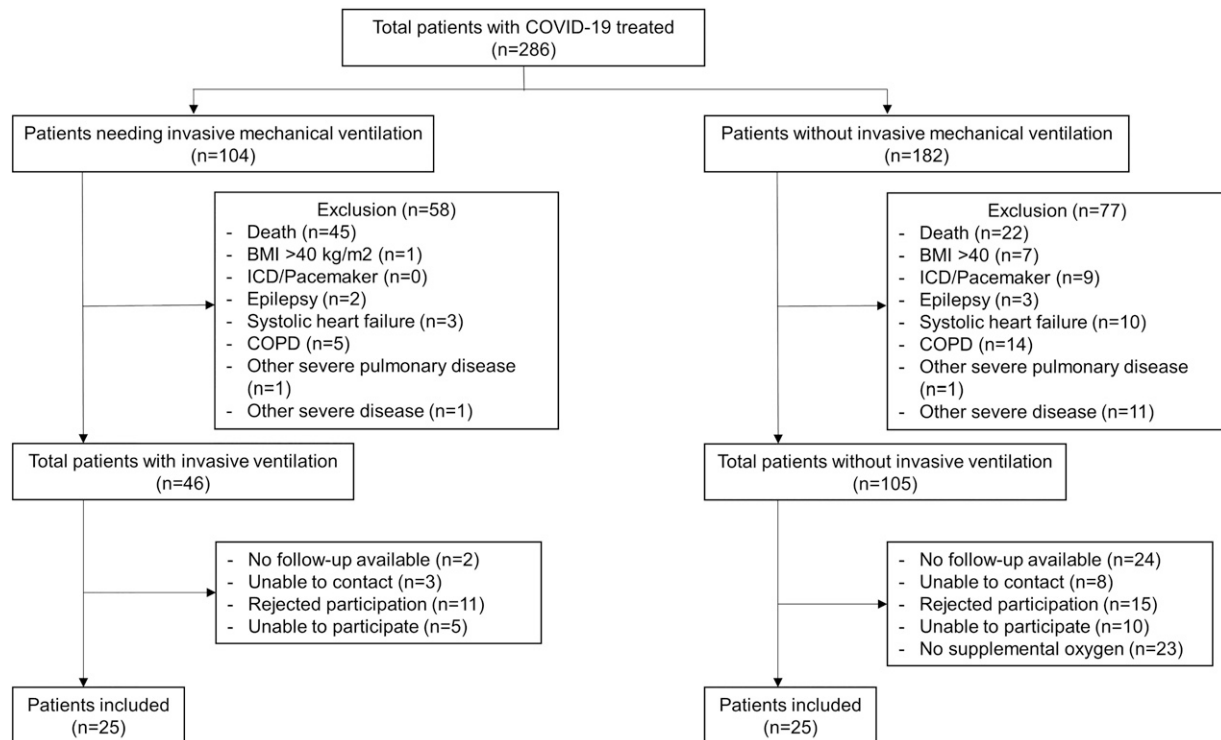 Total patients with COVID-19 treated
(n=286)
Patients needing invasive mechanical ventilation
(n=104)
Patients without invasive mechanical ventilation
(n=182)
Exclusion (n=58)
- Death (n=45)
- BMI >40 kg/m2 (n=1)
- ICD/Pacemaker (n=0)
- Epilepsy (n=2)
- Systolic heart failure (n=3)
- COPD (n=5)
- Other severe pulmonary disease
(n=1)
- Other severe disease (n=1)
Exclusion (n=77)
- Death (n=22)
- BMI >40 (n=7)
- ICD/Pacemaker (n=9)
- Epilepsy (n=3)
- Systolic heart failure (n=10)
- COPD (n=14)
- Other severe pulmonary disease
(n=1)
- Other severe disease (n=11)
Total patients with invasive ventilation
(n=46)
Total patients without invasive ventilation
(n=105)
- No follow-up available (n=2)
- Unable to contact (n=3)
- Rejected participation (n=11)
- Unable to participate (n=5)
- No follow-up available (n=24)
- Unable to contact (n=8)
- Rejected participation (n=15)
- Unable to participate (n=10)
- No supplemental oxygen (n=23)
Patients included
(n=25)
Patients included
(n=25)